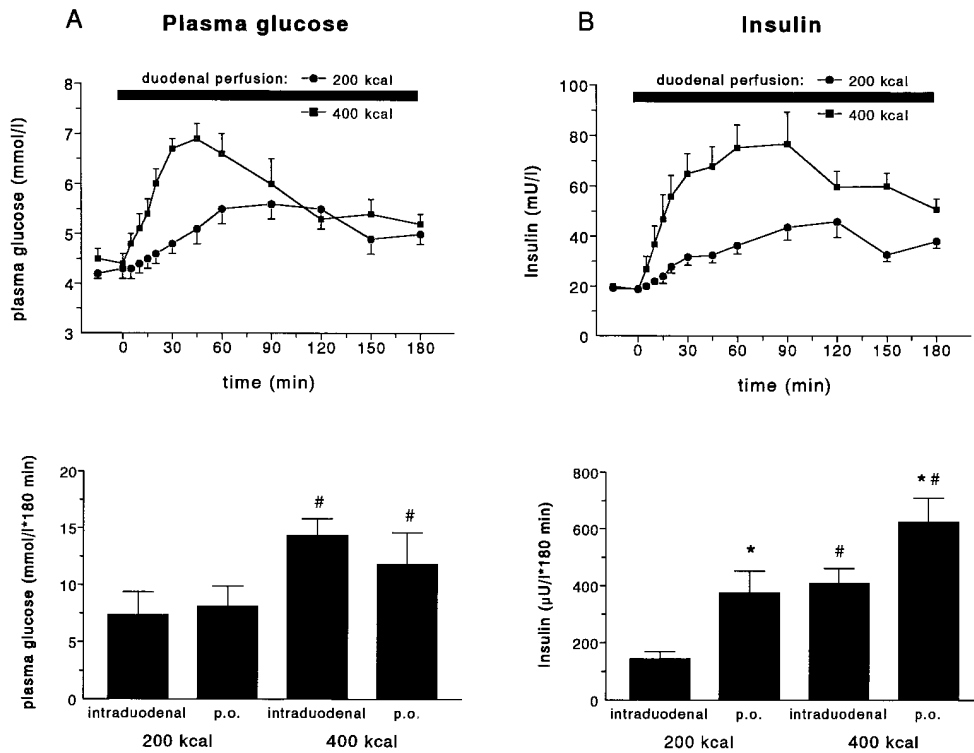 A
Plasma glucose
duodenal perfusion:
200 kcal
400 kcal
plasma glucose (mmol/l)
8
7
6
5
4
3
0
30
60
90
120
150
180
time (min)
B
Insulin
duodenal perfusion:
200 kcal
400 kcal
Insulin (mU/l)
100
80
60
40
20
0
0
30
60
90
120
150
180
time (min)
plasma glucose (mmol/l*180 min)
20
15
10
5
0
#
#
intraduodenal
p.o.
intraduodenal
p.o.
200 kcal
400 kcal
Insulin (μU/l*180 min)
800
600
400
200
0
*
#
* #
intraduodenal
p.o.
intraduodenal
p.o.
200 kcal
400 kcal